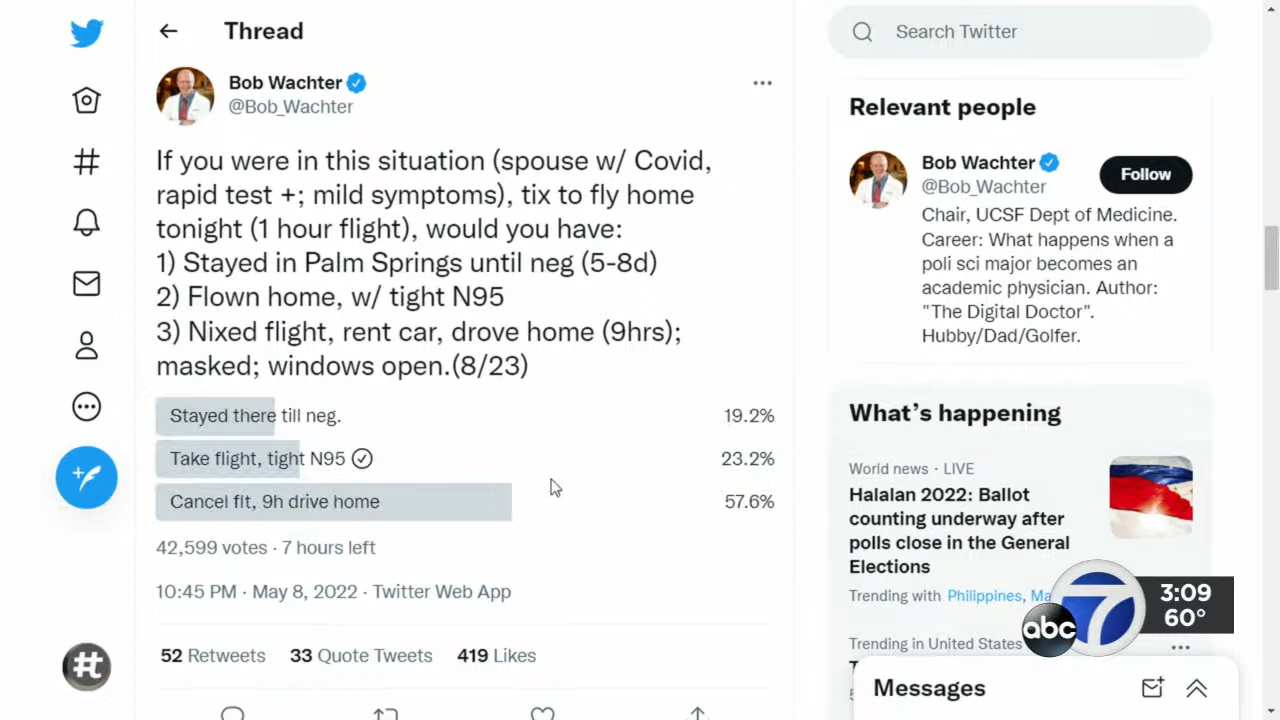 Thread
Bob Wachter
@Bob_Wachter
If you were in this situation (spouse w/ Covid,
rapid test +; mild symptoms), tix to fly home
tonight (1 hour flight), would you have:
1) Stayed in Palm Springs until neg (5-8d)
2) Flown home, w/ tight N95
3) Nixed flight, rent car, drove home (9hrs);
masked; windows open.(8/23)
Stayed there till neg. 19.2%
Take flight, tight N95 23.2%
Cancel flt, 9h drive home 57.6%
42,599 votes · 7 hours left
10:45 PM · May 8, 2022 · Twitter Web App
52 Retweets 33 Quote Tweets 419 Likes
Search Twitter
Relevant people
Bob Wachter
@Bob_Wachter
Follow
Chair, UCSF Dept of Medicine.
Career: What happens when a
poli sci major becomes an
academic physician. Author:
"The Digital Doctor".
Hubby/Dad/Golfer.
What's happening
World news · LIVE
Halalan 2022: Ballot
counting underway after
polls close in the General
Elections
Trending with Philippines,
Trending in United States
Messages
abc 7
3:09
60°